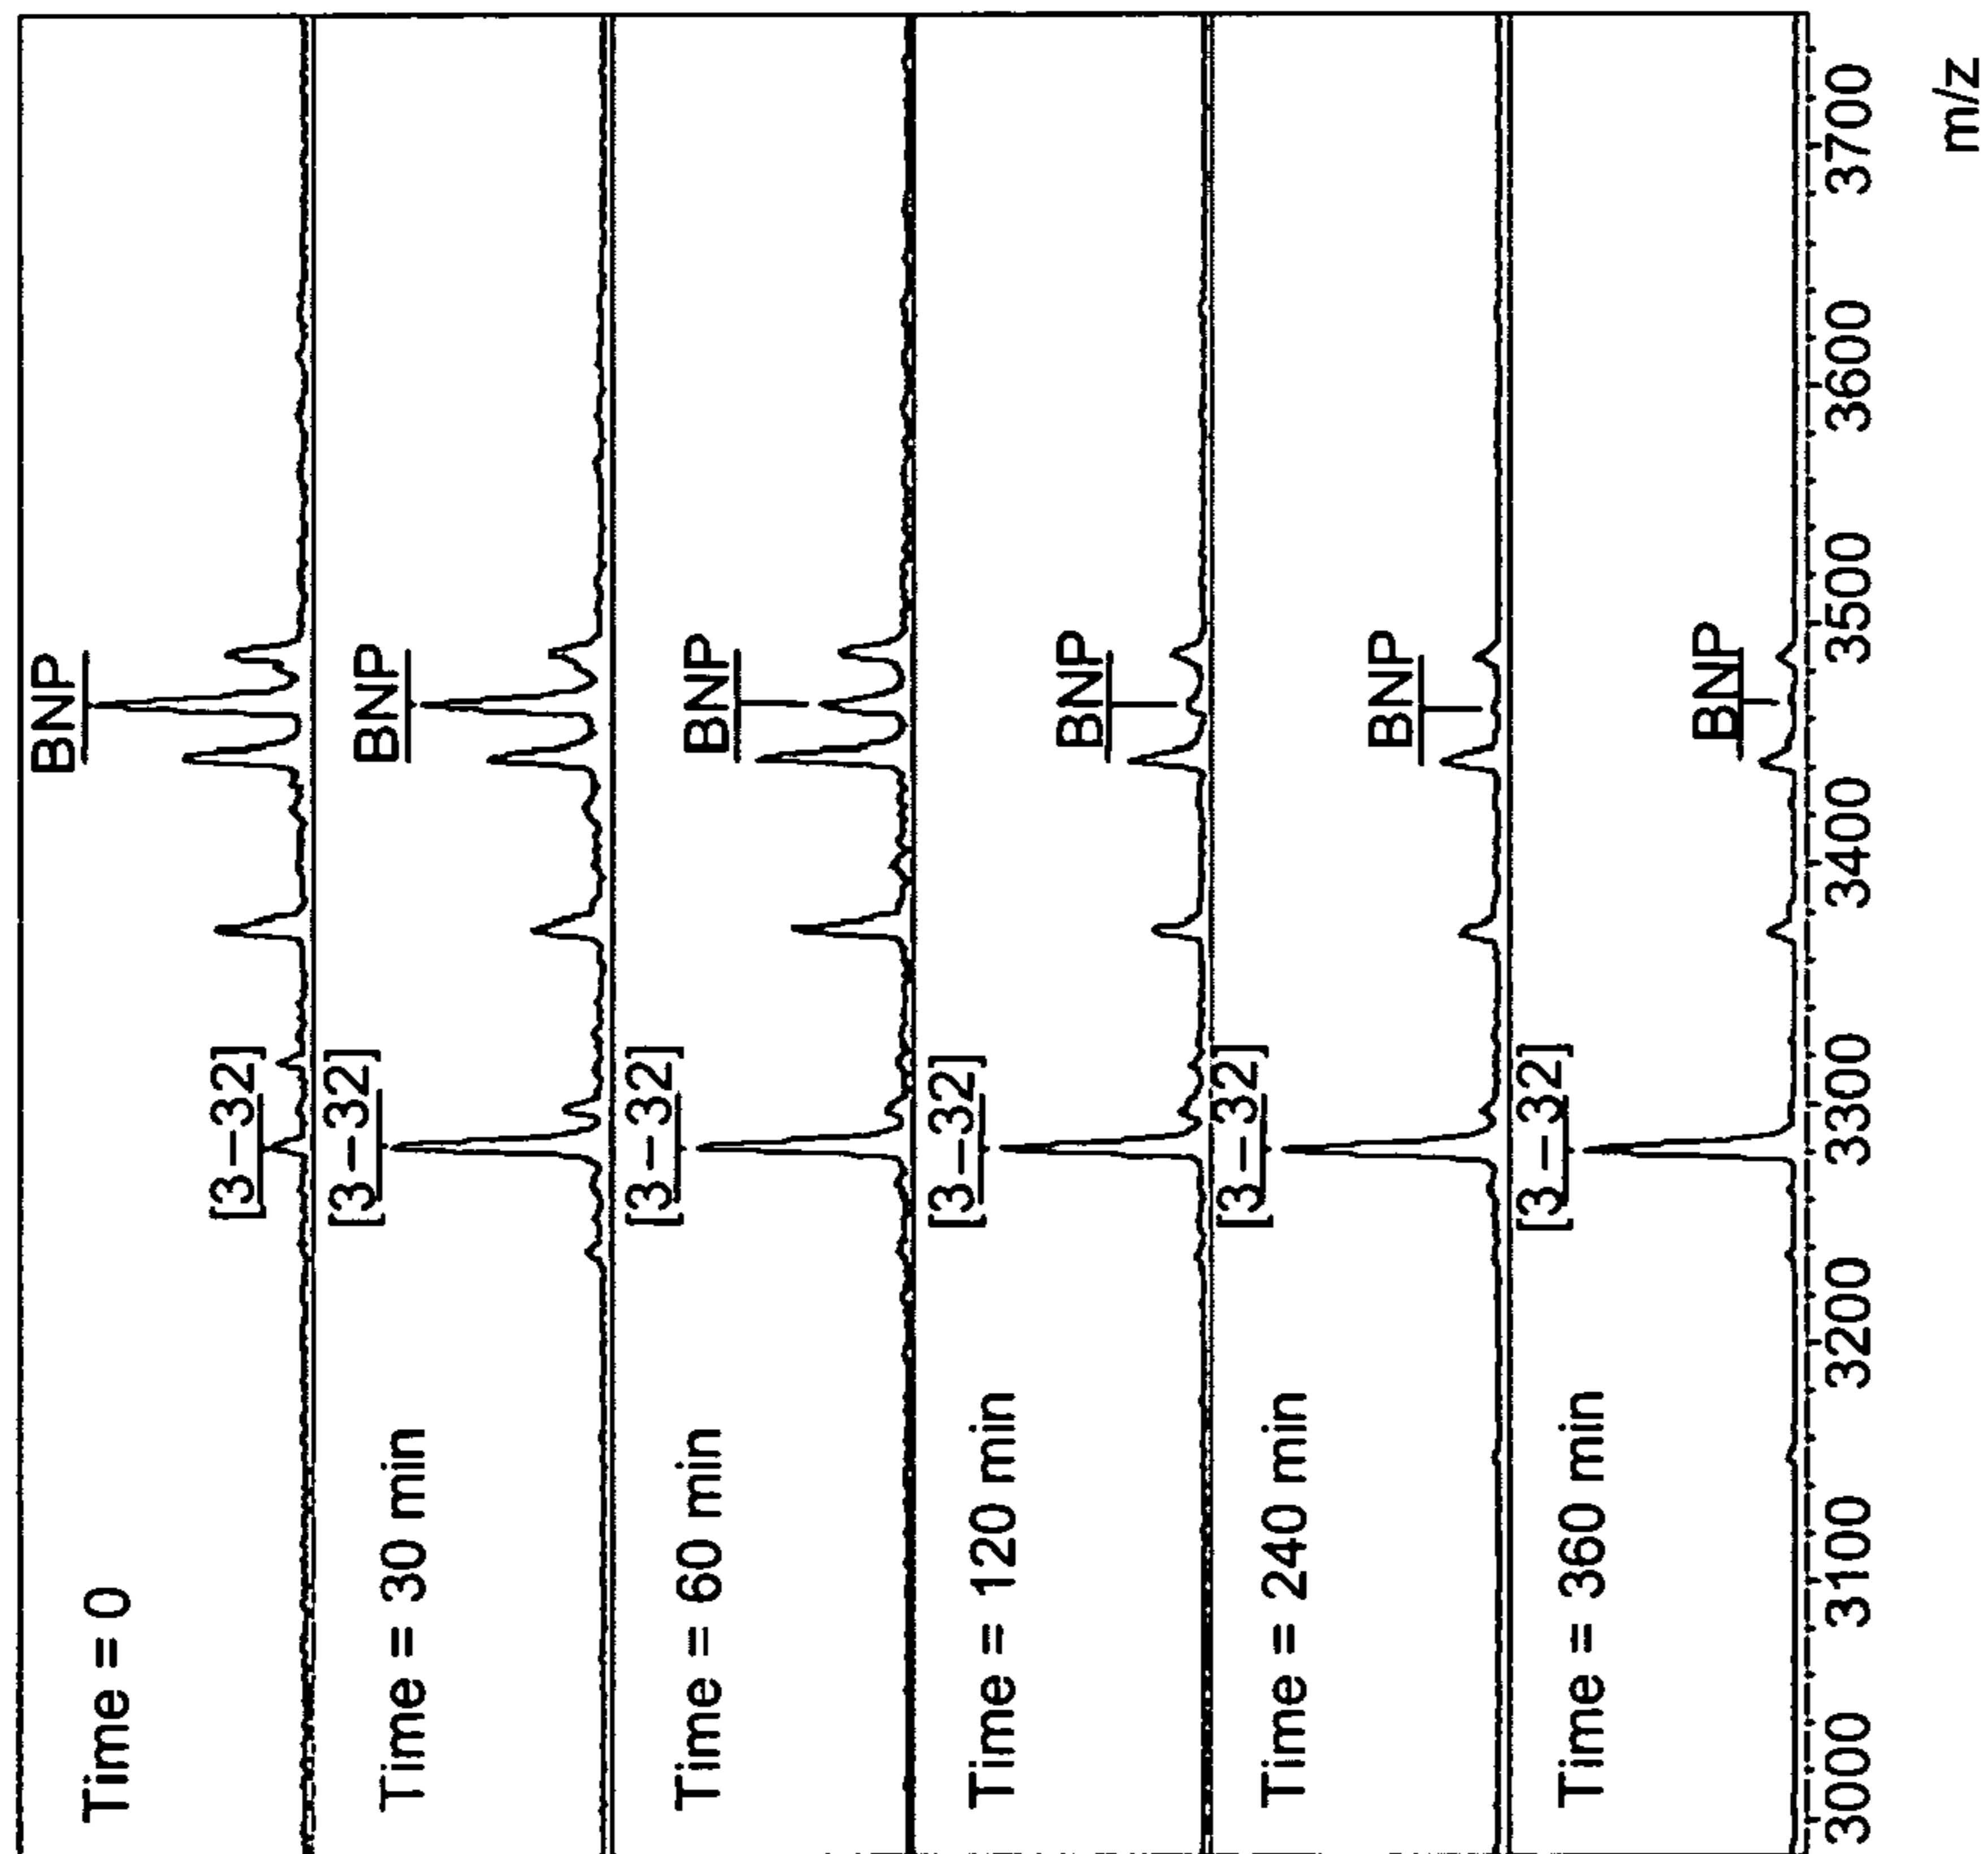 Time = 0
[3–32]
BNP
Time = 30 min
[3–32]
BNP
Time = 60 min
[3–32]
BNP
Time = 120 min
[3–32]
BNP
Time = 240 min
[3–32]
BNP
Time = 360 min
[3–32]
BNP
3000 3100 3200 3300 3400 3500 3600 3700
m/z